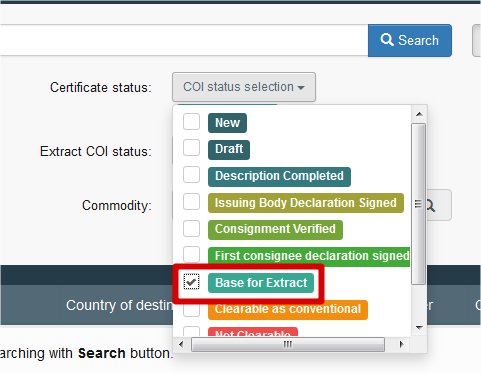 Search
Certificate status: COI status selection
New
Extract COI status: Draft
Description Completed
Commodity: Issuing Body Declaration Signed
Consignment Verified
First consignee declaration signed
Base for Extract
Country of destin
Clearable as conventional
Not Clearable
arching with Search button.